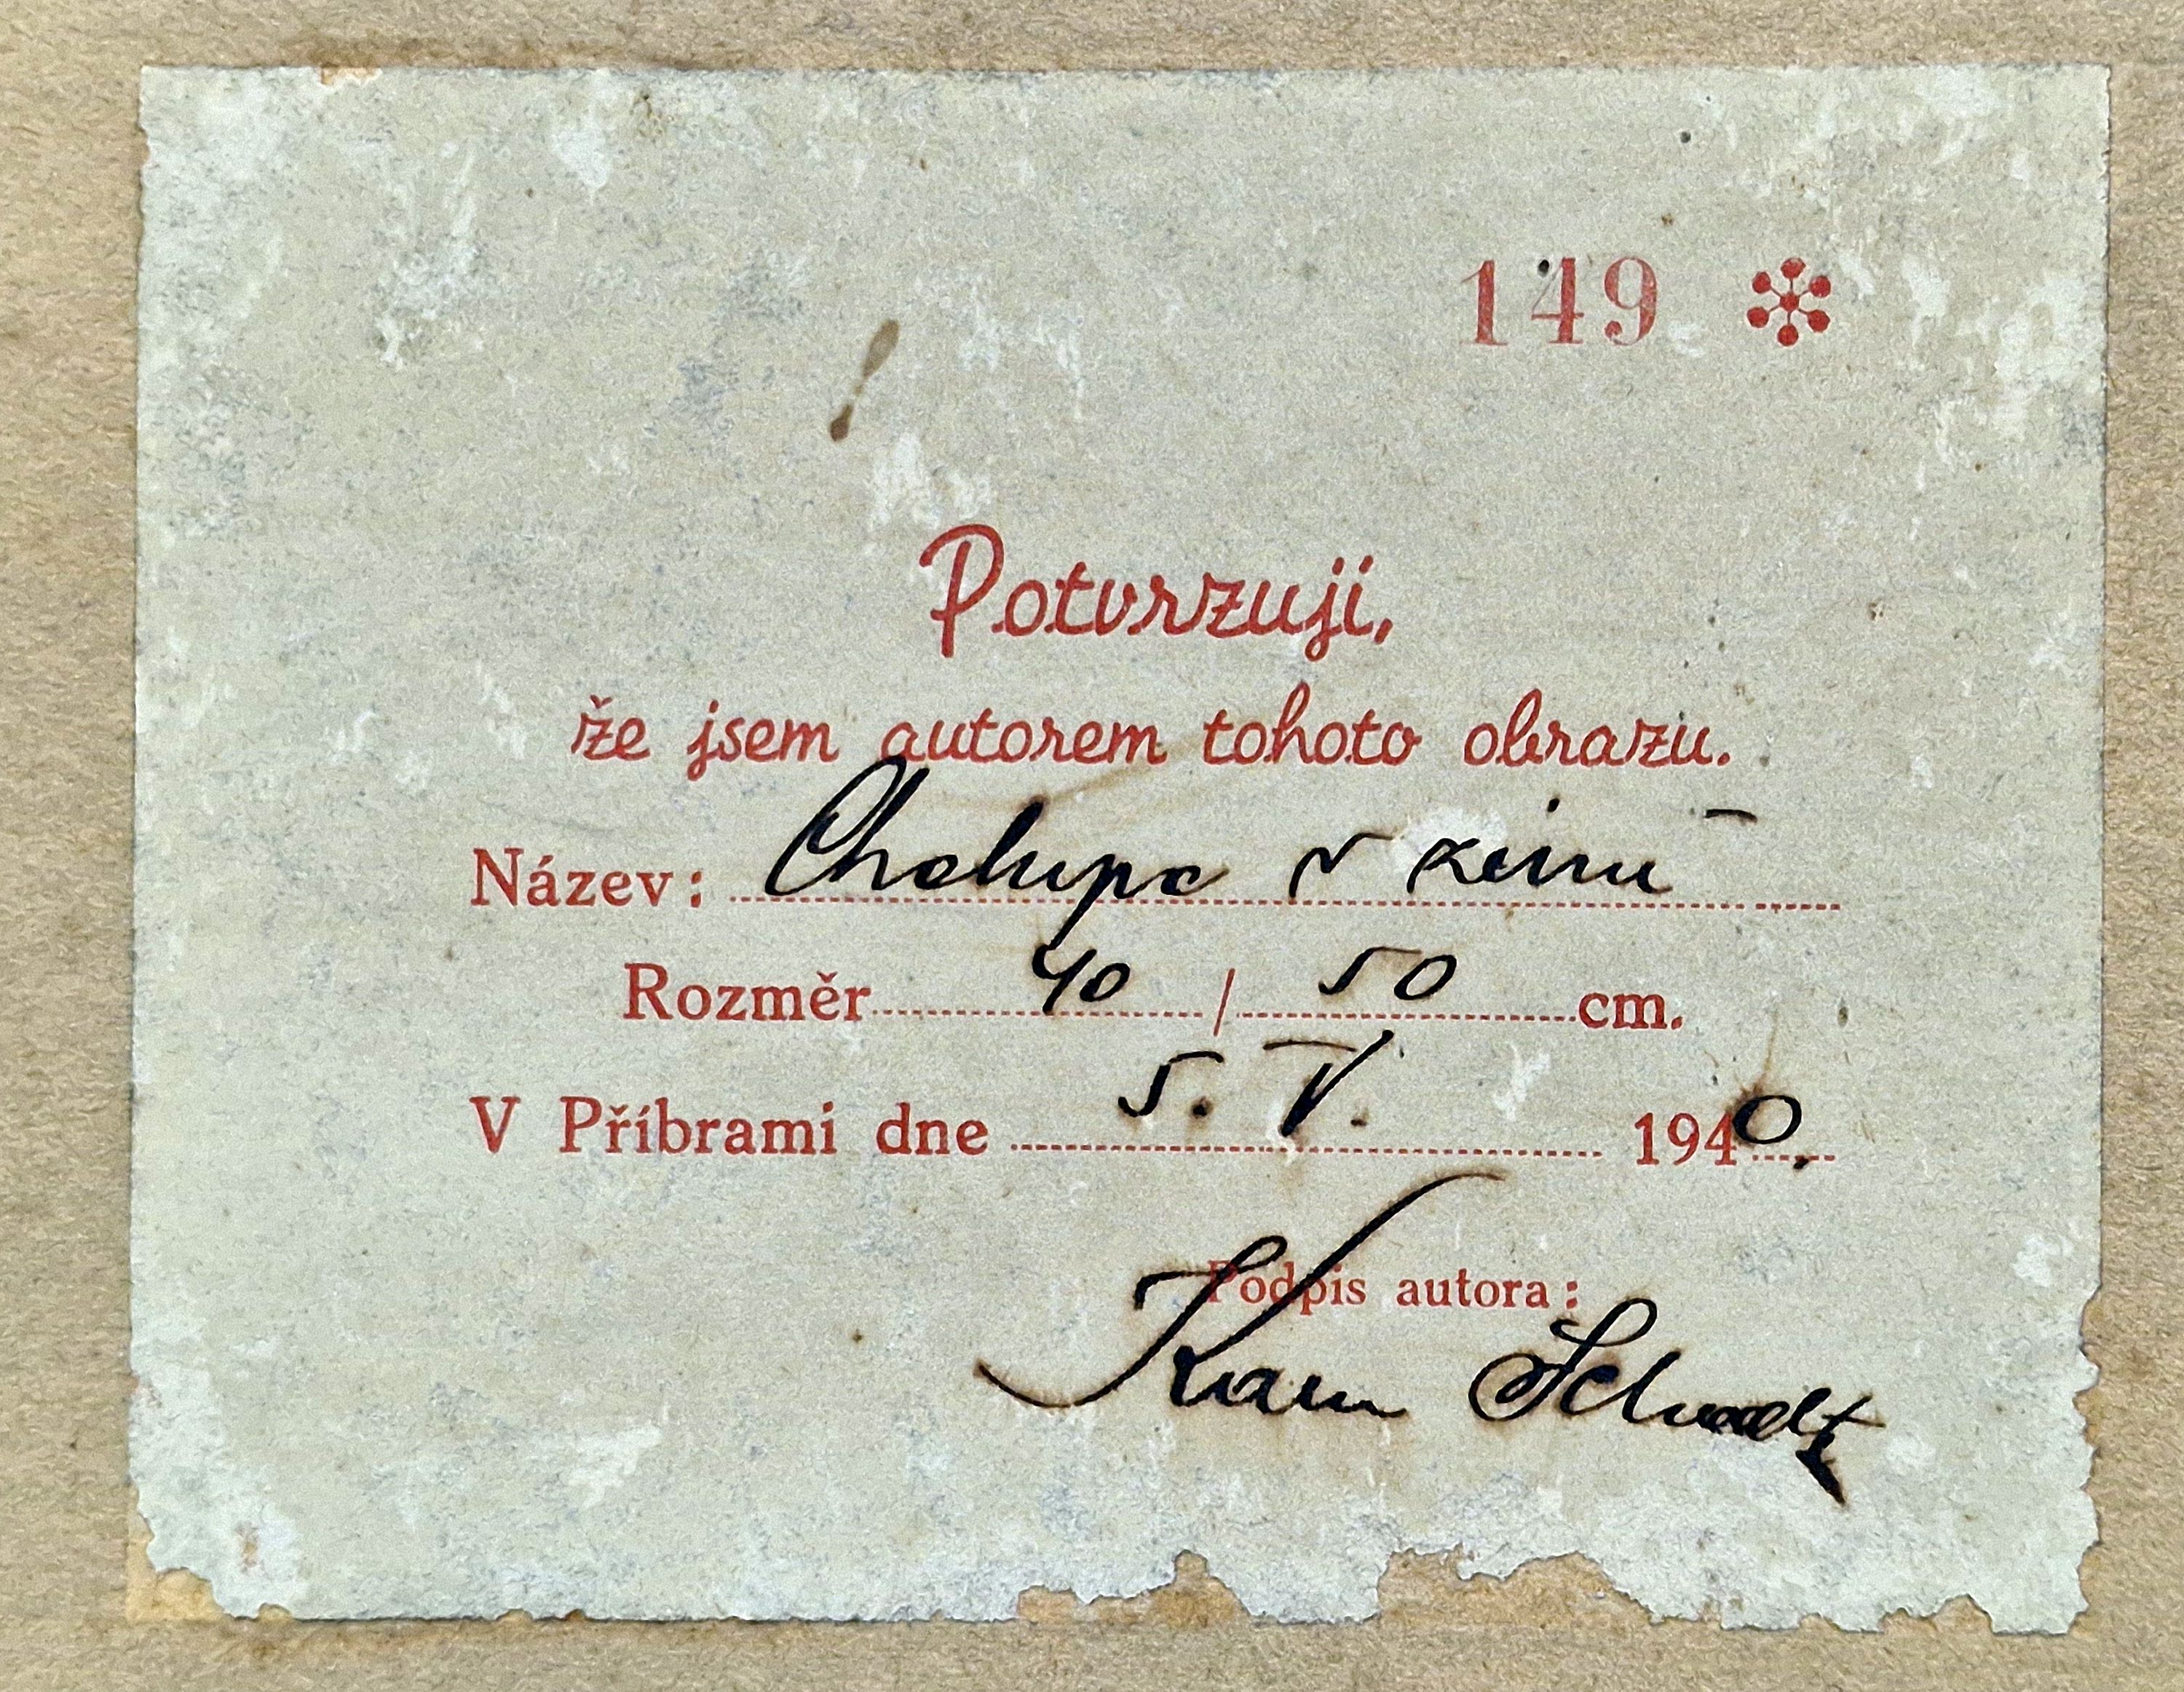 149
Potvrzuji,
že jsem autorem tohoto obrazu.
Název: Chalupa v zimě
Rozměr 40 / 50 cm.
V Příbrami dne 5. V. 1940.
Podpis autora: